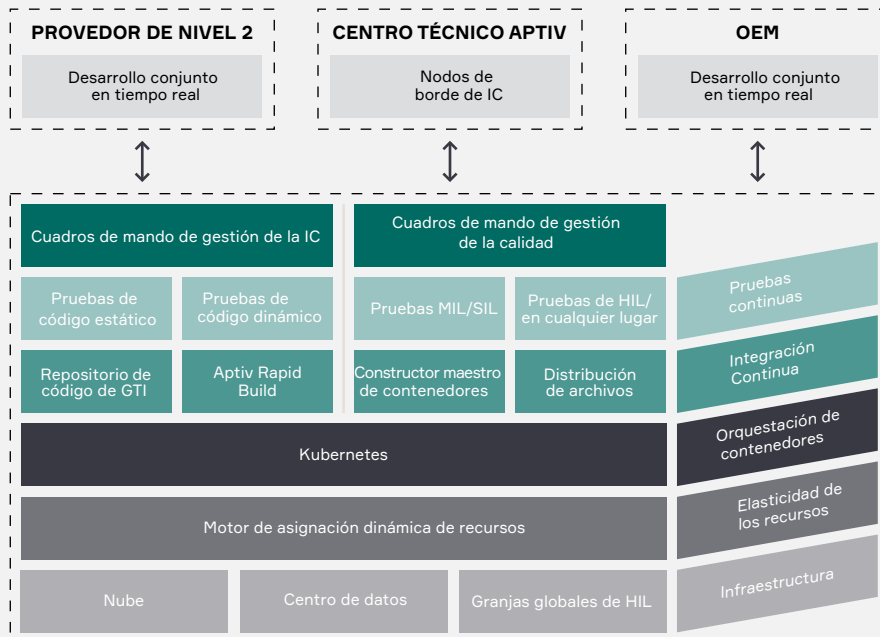 PROVEDOR DE NIVEL 2
Desarrollo conjunto
en tiempo real
CENTRO TÉCNICO APTIV
Nodos de
borde de IC
OEM
Desarrollo conjunto
en tiempo real
Cuadros de mando de gestión de la IC
Cuadros de mando de gestión
de la calidad
Pruebas de
código estático
Pruebas de
código dinámico
Pruebas MIL/SIL
Pruebas de HIL/
en cualquier lugar
Pruebas
continuas
Repositorio de
código de GTI
Aptiv Rapid
Build
Constructor maestro
de contenedores
Distribución
de archivos
Integración
Continua
Kubernetes
Orquestación de
contenedores
Motor de asignación dinámica de recursos
Elasticidad de
los recursos
Nube
Centro de datos
Granjas globales de HIL
Infraestructura